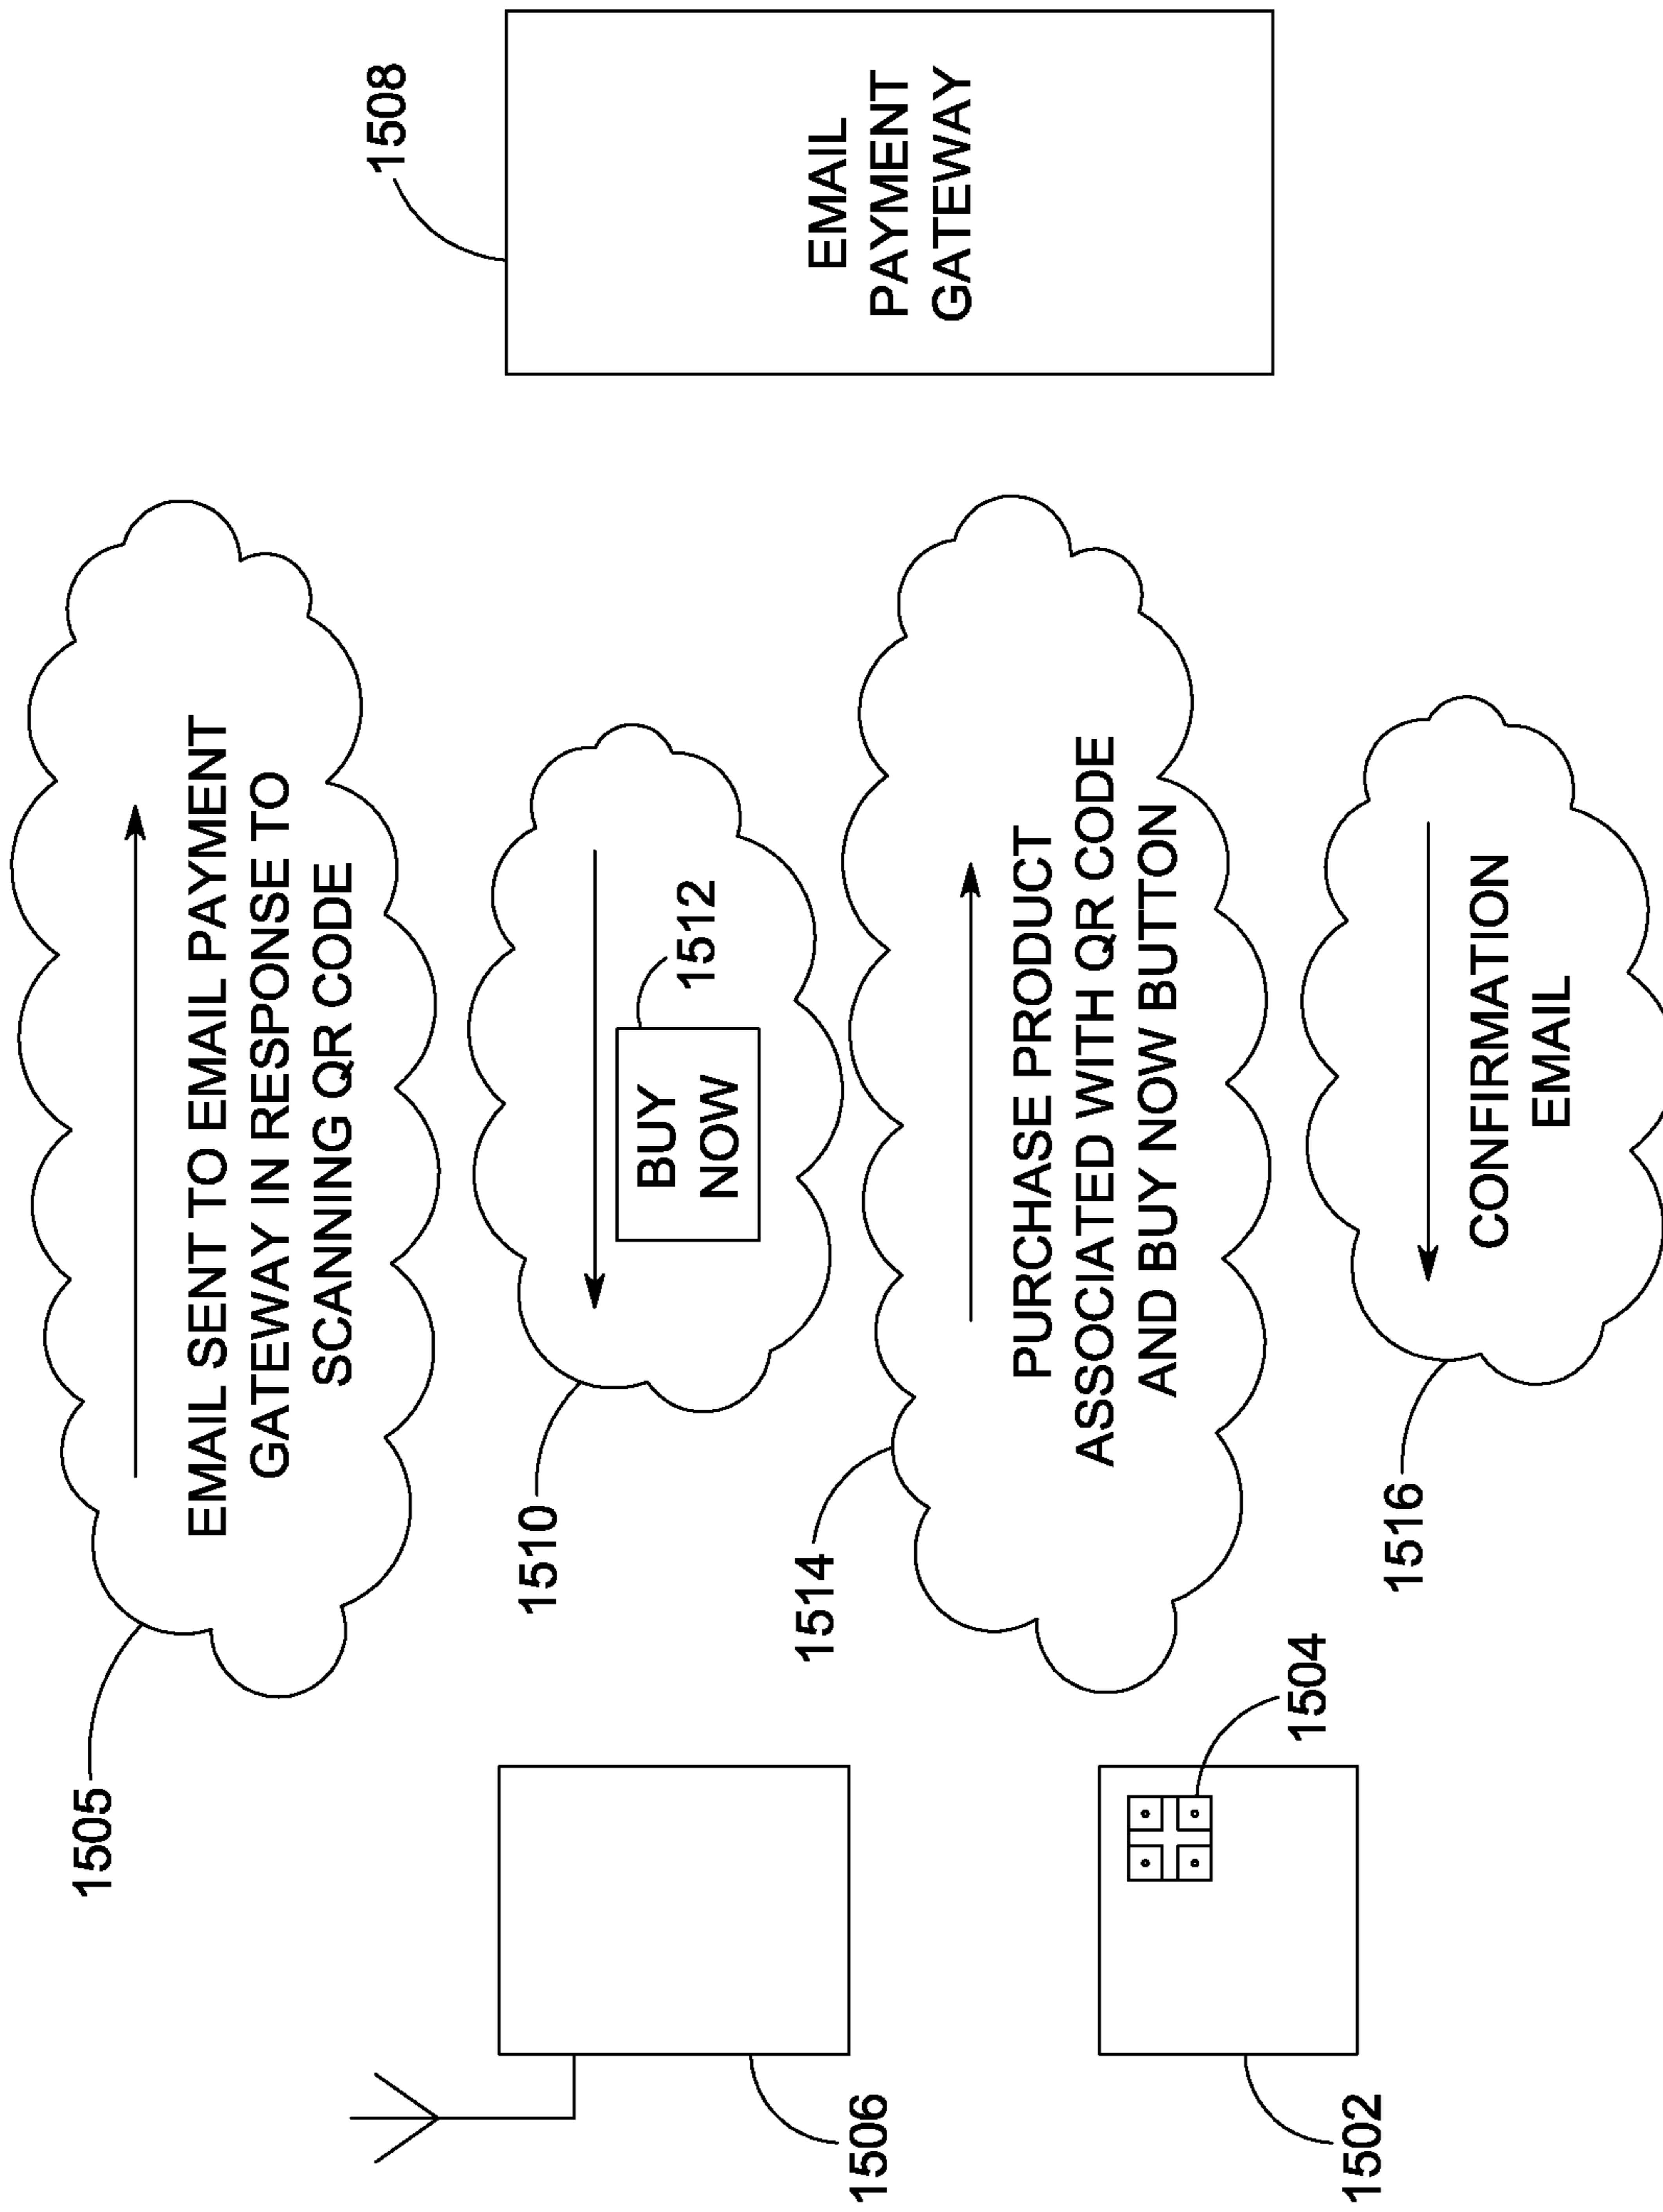 1505
EMAIL SENT TO EMAIL PAYMENT
GATEWAY IN RESPONSE TO
SCANNING QR CODE
1508
EMAIL
PAYMENT
GATEWAY
1510
BUY
NOW
1512
1506
1514
PURCHASE PRODUCT
ASSOCIATED WITH QR CODE
AND BUY NOW BUTTON
1504
1502
1516
CONFIRMATION
EMAIL